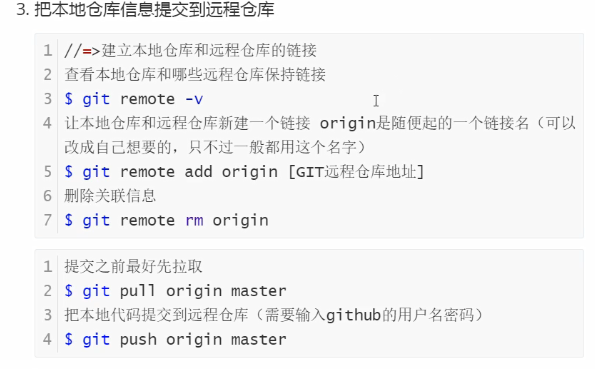 3. 把本地仓库信息提交到远程仓库
1 //=>建立本地仓库和远程仓库的链接
2 查看本地仓库和哪些远程仓库保持链接
3 $ git remote -v
4 让本地仓库和远程仓库新建一个链接 origin是随便起的一个链接名（可以
改成自己想要的，只不过一般都用这个名字）
5 $ git remote add origin [GIT远程仓库地址]
6 删除关联信息
7 $ git remote rm origin
1 提交之前最好先拉取
2 $ git pull origin master
3 把本地代码提交到远程仓库（需要输入github的用户名密码）
4 $ git push origin master